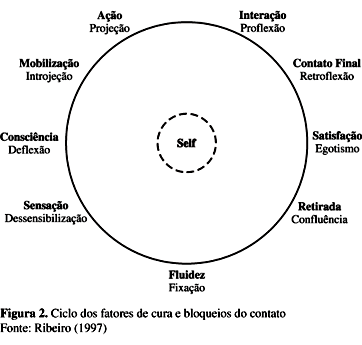 Ação
Projeção
Interação
Proflexão
Mobilização
Introjeção
Contato Final
Retroflexão
Consciência
Deflexão
Self
Satisfação
Egotismo
Sensação
Dessensibilização
Retirada
Confluência
Fluidez
Fixação
Figura 2. Ciclo dos fatores de cura e bloqueios do contato
Fonte: Ribeiro (1997)